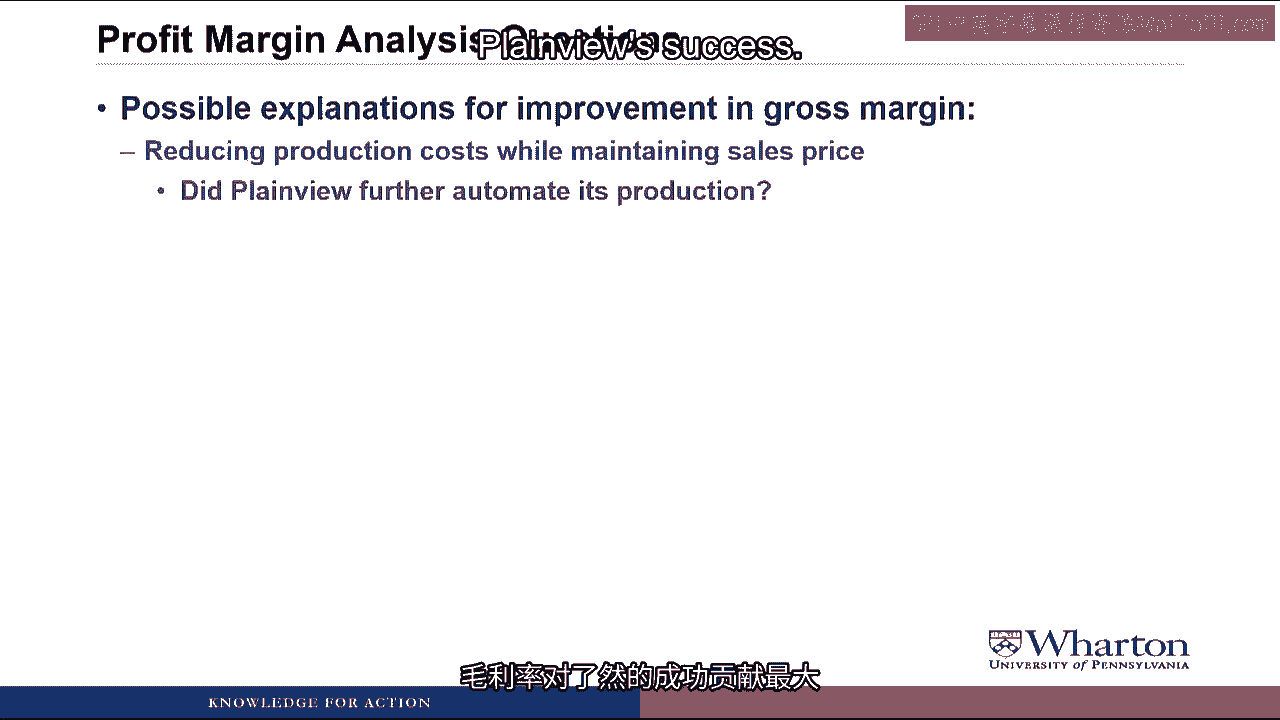 Profit Margin Analysis Questions
Plainview's success.
• Possible explanations for improvement in gross margin:
– Reducing production costs while maintaining sales price
• Did Plainview further automate its production?
Wharton
UNIVERSITY of PENNSYLVANIA
毛利率对了然的成功贡献最大
KNOWLEDGE FOR ACTION